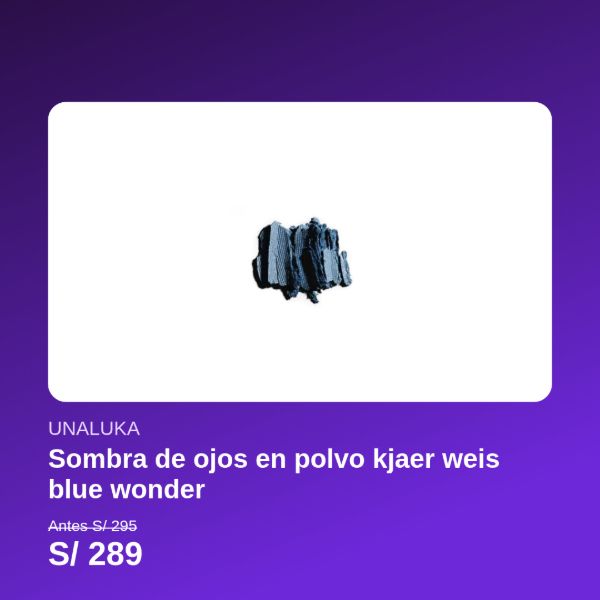 UNALUKA
Sombra de ojos en polvo kjaer weis
blue wonder
Antes S/ 295
S/ 289